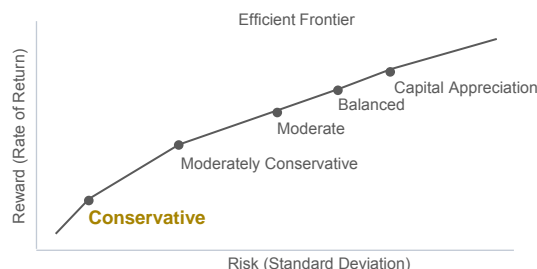 Efficient Frontier
Reward (Rate of Return)
Capital Appreciation
Balanced
Moderate
Moderately Conservative
Conservative
Risk (Standard Deviation)